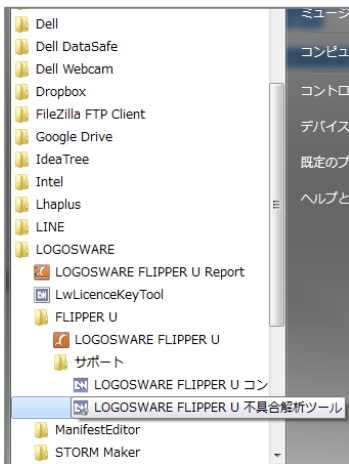 Dell
Dell DataSafe
Dell Webcam
Dropbox
FileZilla FTP Client
Google Drive
IdeaTree
Intel
Lhaplus
LINE
LOGOSWARE
LOGOSWARE FLIPPER U Report
LwLicenceKeyTool
FLIPPER U
LOGOSWARE FLIPPER U
サポート
LOGOSWARE FLIPPER U コン
LOGOSWARE FLIPPER U 不具合解析ツール
ManifestEditor
STORM Maker
ミュージ
コンピュ
コントロ
デバイス
既定のプ
ヘルプと